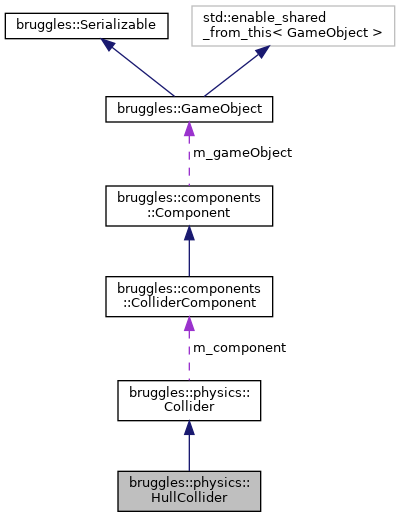 bruggles::Serializable
std::enable_shared
_from_this< GameObject >
bruggles::GameObject
m_gameObject
bruggles::components
::Component
bruggles::components
::ColliderComponent
m_component
bruggles::physics::
Collider
bruggles::physics::
HullCollider